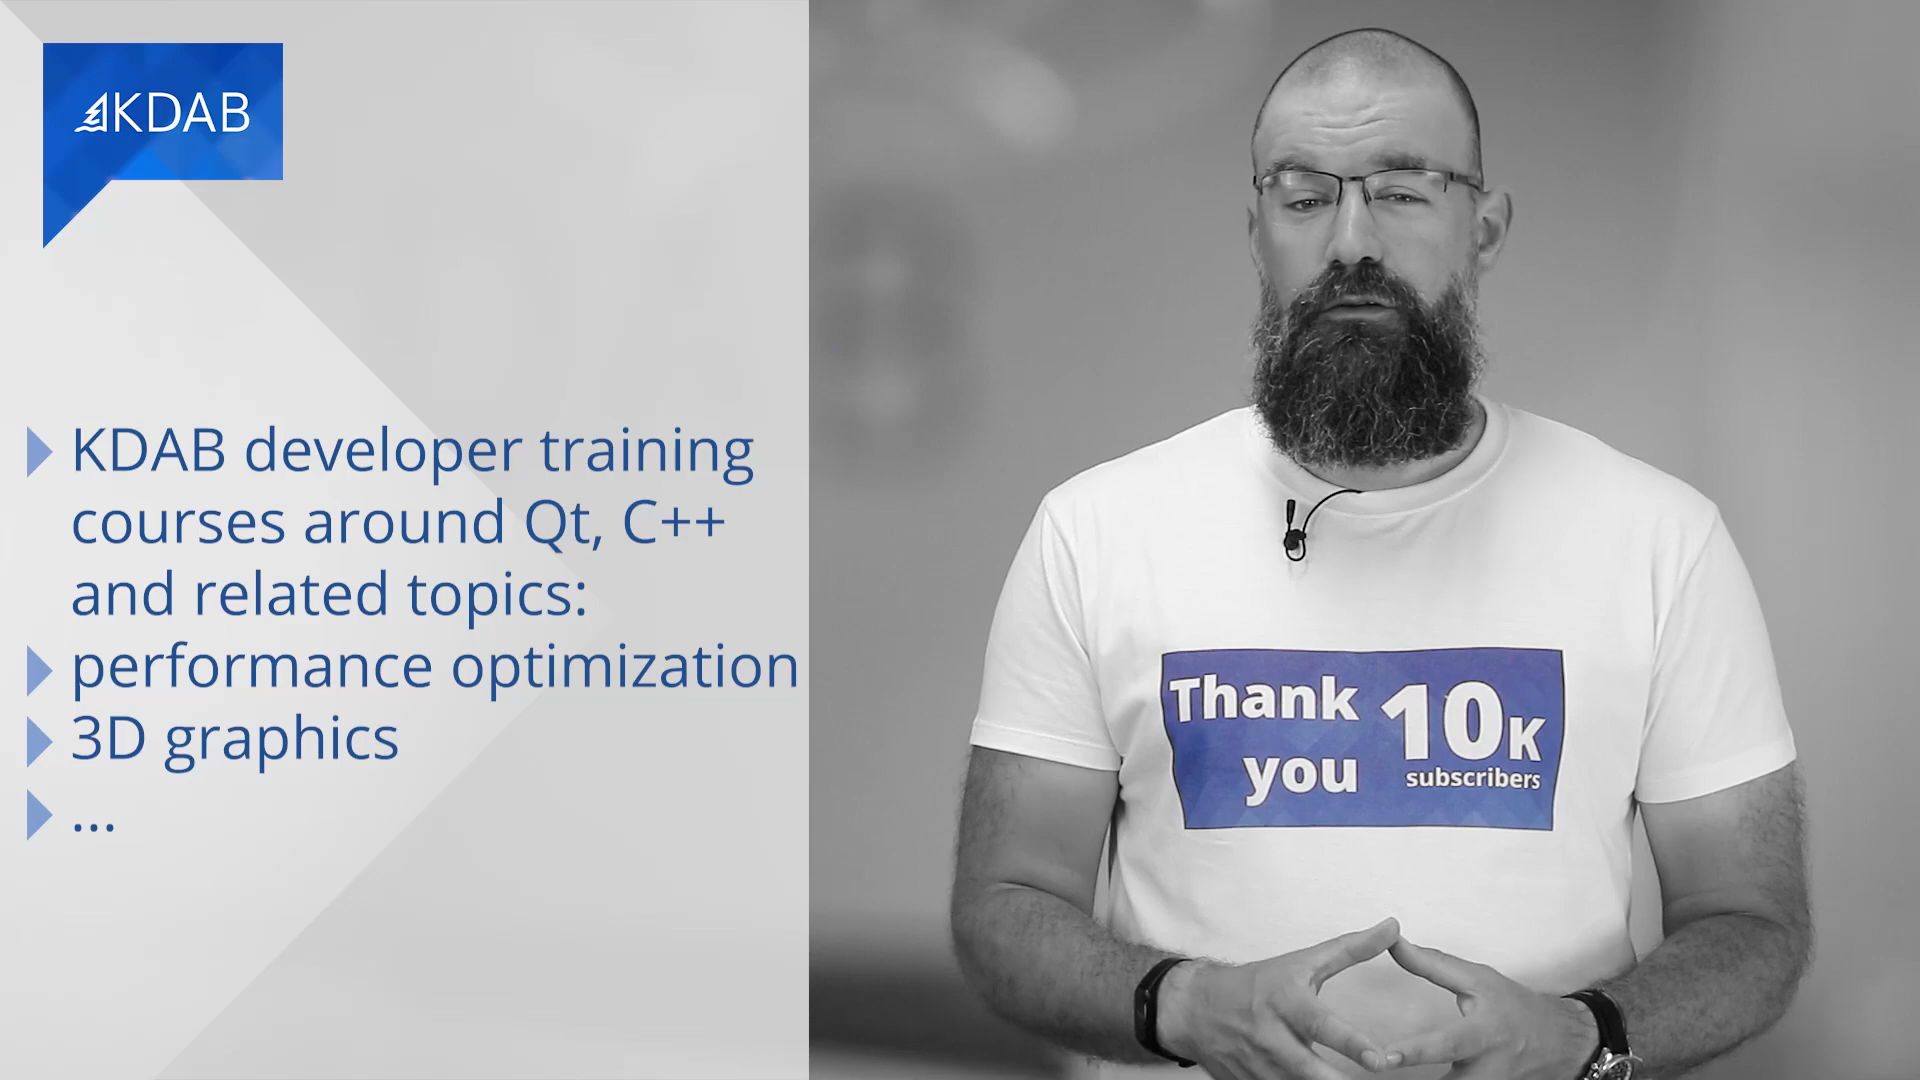 KDAB
KDAB developer training
courses around Qt, C++
and related topics:
performance optimization
3D graphics
...
Thank you
10K
subscribers